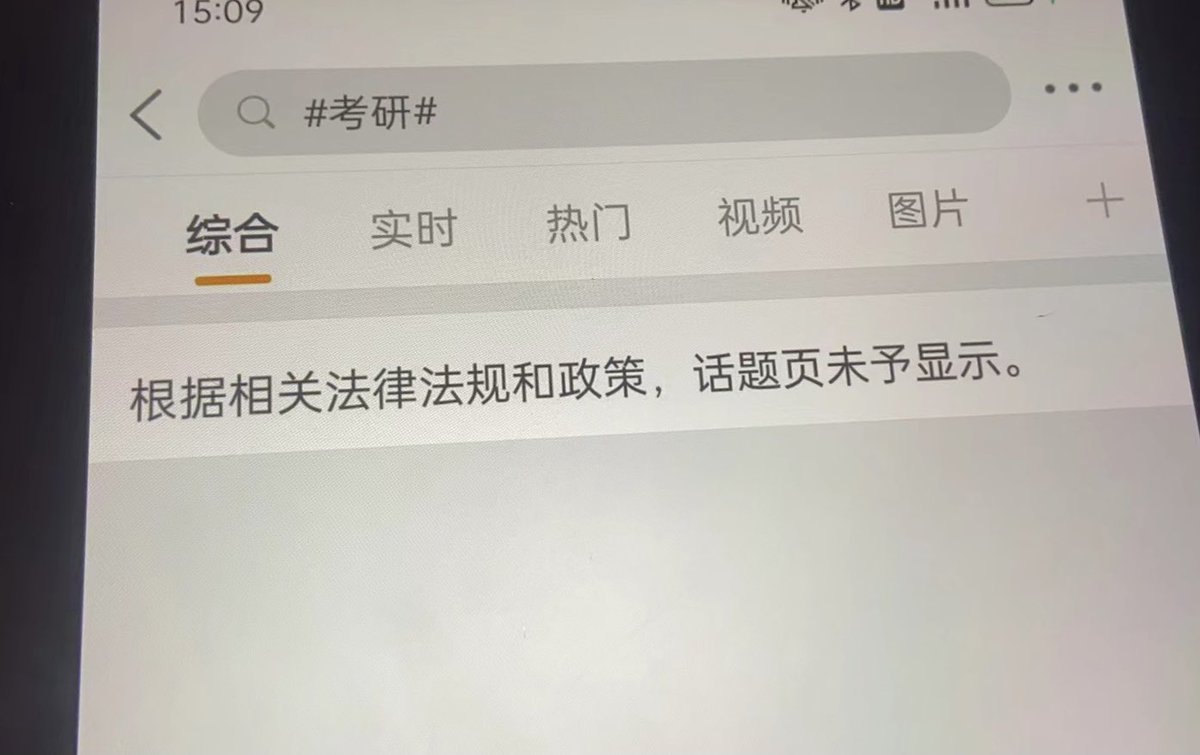 15:09
#考研#
综合 实时 热门 视频 图片 +
根据相关法律法规和政策，话题页未予显示。